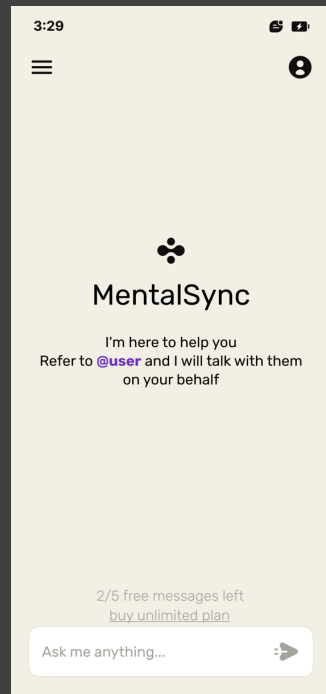 3:29
MentalSync
I'm here to help you
Refer to @user and I will talk with them
on your behalf
2/5 free messages left
buy unlimited plan
Ask me anything...